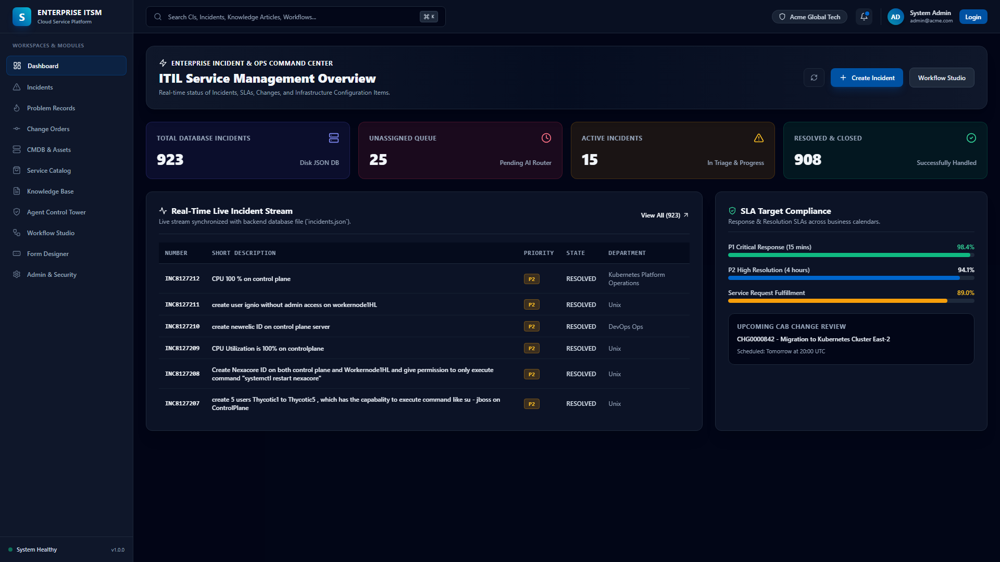 S
ENTERPRISE ITSM
Cloud Service Platform
Search CIs, Incidents, Knowledge Articles, Workflows...
⌘ K
Acme Global Tech
AD
System Admin
admin@acme.com
Login
WORKSPACES & MODULES
Dashboard
Incidents
Problem Records
Change Orders
CMDB & Assets
Service Catalog
Knowledge Base
Agent Control Tower
Workflow Studio
Form Designer
Admin & Security
System Healthy
v1.0.0
ENTERPRISE INCIDENT & OPS COMMAND CENTER
ITIL Service Management Overview
Real-time status of Incidents, SLAs, Changes, and Infrastructure Configuration Items.
Create Incident
Workflow Studio
TOTAL DATABASE INCIDENTS
923
Disk JSON DB
UNASSIGNED QUEUE
25
Pending AI Router
ACTIVE INCIDENTS
15
In Triage & Progress
RESOLVED & CLOSED
908
Successfully Handled
Real-Time Live Incident Stream
Live stream synchronized with backend database file (`incidents.json`).
View All (923)
NUMBER SHORT DESCRIPTION PRIORITY STATE DEPARTMENT
INC8127212 CPU 100 % on control plane P2 RESOLVED Kubernetes Platform
Operations
INC8127211 create user ignio without admin access on workernode1HL P2 RESOLVED Unix
INC8127210 create newrelic ID on control plane server P2 RESOLVED DevOps Ops
INC8127209 CPU Utilization is 100% on controlplane P2 RESOLVED Unix
INC8127208 Create Nexacore ID on both control plane and Workernode1HL and give permission to only execute
command "systemctl restart nexacore" P2 RESOLVED Unix
INC8127207 create 5 users Thycotic1 to Thycotic5 , which has the capabality to execute command like su - jboss on
ControlPlane P2 RESOLVED Unix
SLA Target Compliance
Response & Resolution SLAs across business calendars.
P1 Critical Response (15 mins) 98.4%
P2 High Resolution (4 hours) 94.1%
Service Request Fulfillment 89.0%
UPCOMING CAB CHANGE REVIEW
CHG0000842 - Migration to Kubernetes Cluster East-2
Scheduled: Tomorrow at 20:00 UTC